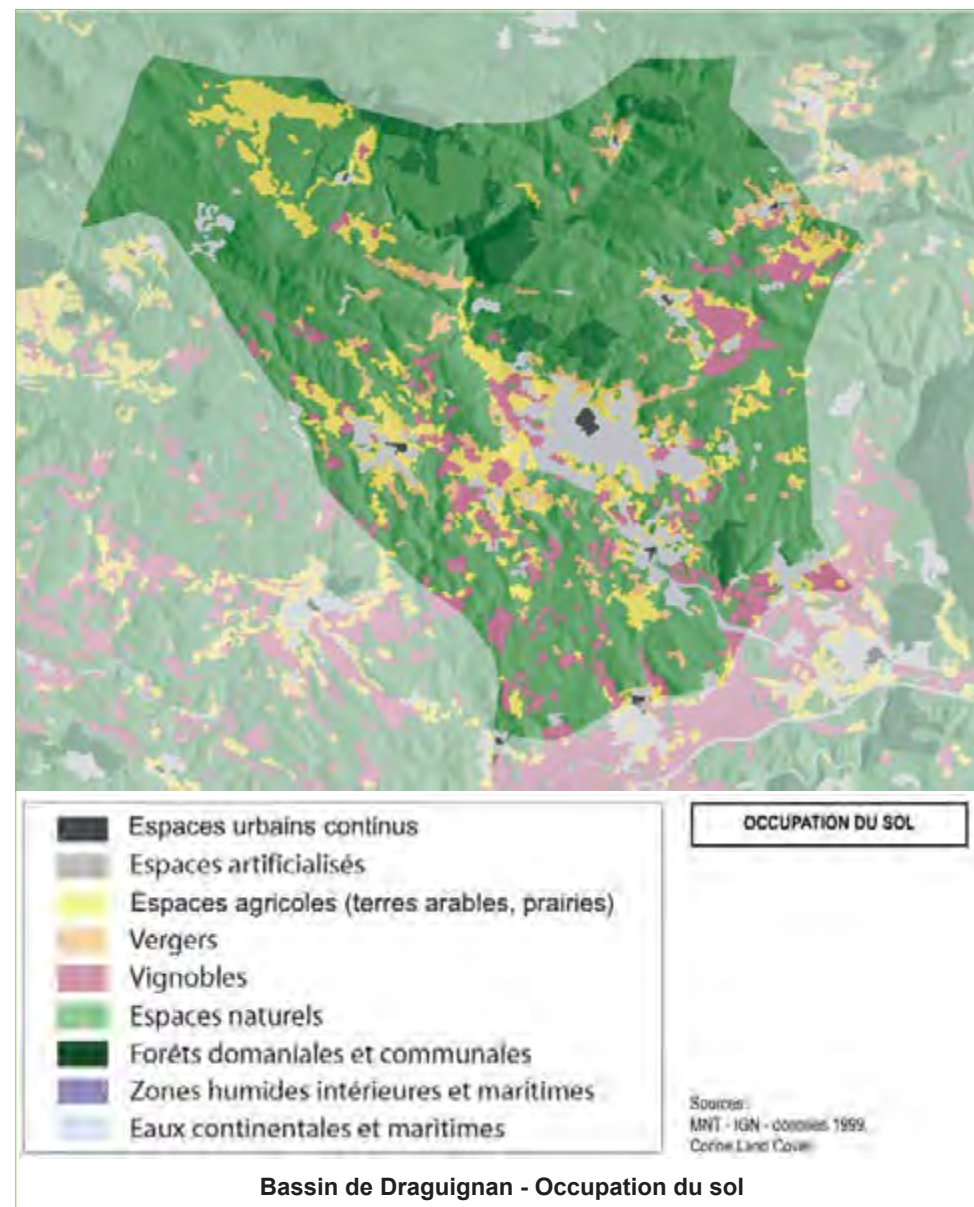 Espaces urbains continus
Espaces artificialisés
Espaces agricoles (terres arables, prairies)
Vergers
Vignobles
Espaces naturels
Forêts domaniales et communales
Zones humides intérieures et maritimes
Eaux continentales et maritimes
OCCUPATION DU SOL
Sources:
MNT - IGN - données 1999,
Corine Land Cover
Bassin de Draguignan - Occupation du sol